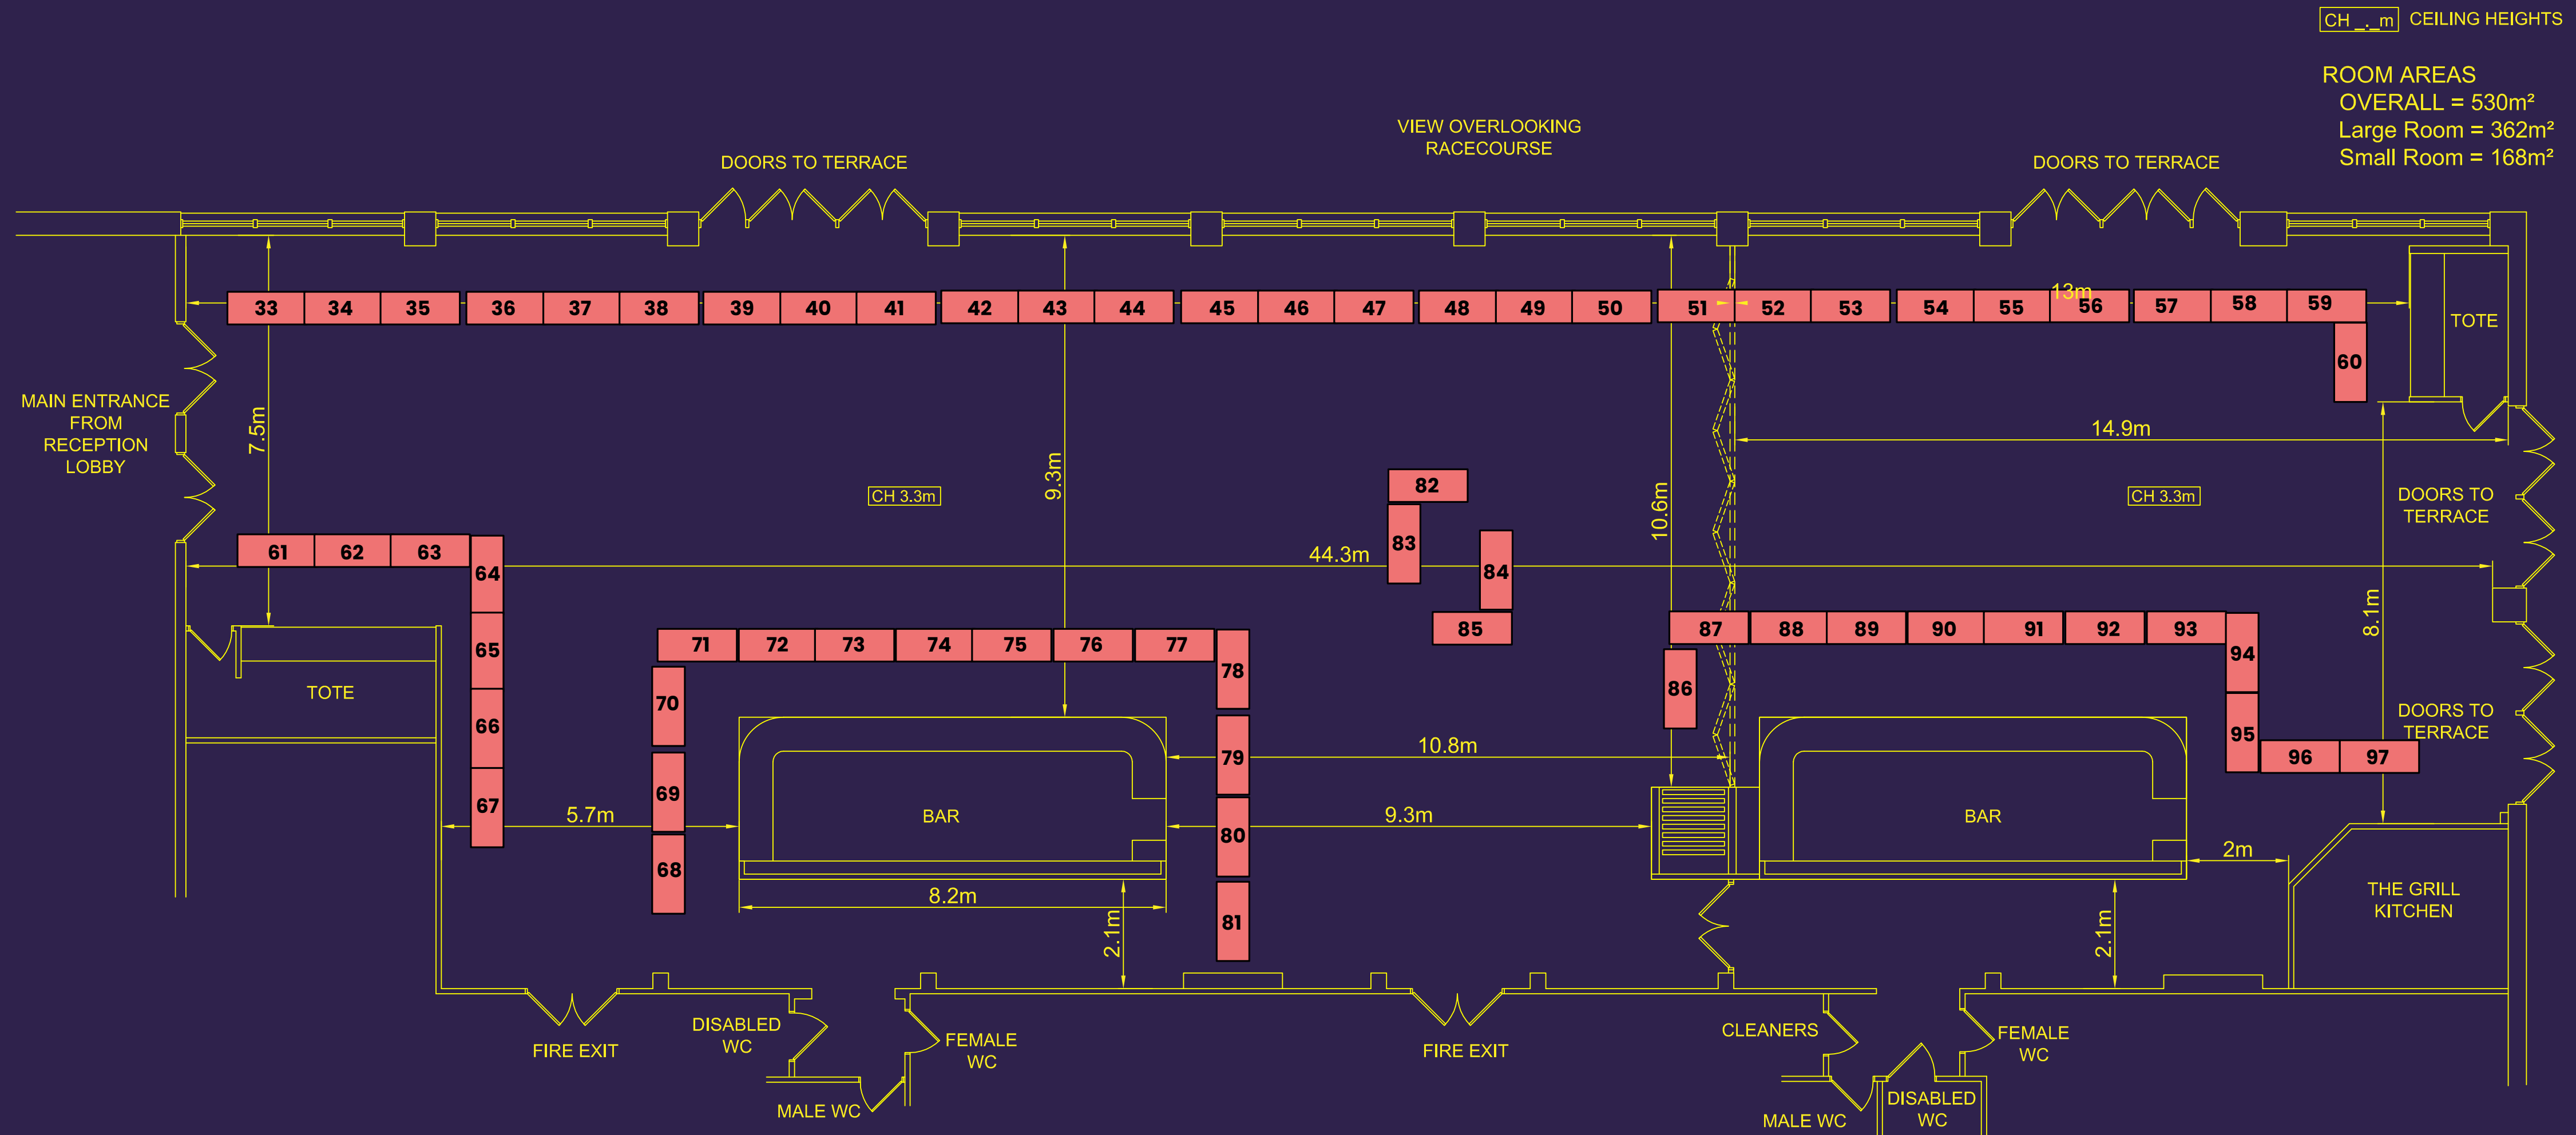 CH _._m CEILING HEIGHTS
ROOM AREAS
OVERALL = 530m²
Large Room = 362m²
Small Room = 168m²
VIEW OVERLOOKING
RACECOURSE
DOORS TO TERRACE
DOORS TO TERRACE
13m
33 34 35 36 37 38 39 40 41 42 43 44 45 46 47 48 49 50 51 52 53 54 55 56 57 58 59
60
TOTE
MAIN ENTRANCE
FROM
RECEPTION
LOBBY
7.5m
9.3m
10.6m
14.9m
CH 3.3m
CH 3.3m
82
83
84
85
DOORS TO
TERRACE
44.3m
8.1m
61 62 63
64
65
66
67
TOTE
71 72 73 74 75 76 77
78
79
80
81
70
69
68
87 88 89 90 91 92 93
94
95
96 97
86
DOORS TO
TERRACE
10.8m
5.7m
BAR
9.3m
BAR
2m
8.2m
2.1m
2.1m
THE GRILL
KITCHEN
FIRE EXIT
DISABLED
WC
FEMALE
WC
MALE WC
FIRE EXIT
CLEANERS
FEMALE
WC
MALE WC
DISABLED
WC